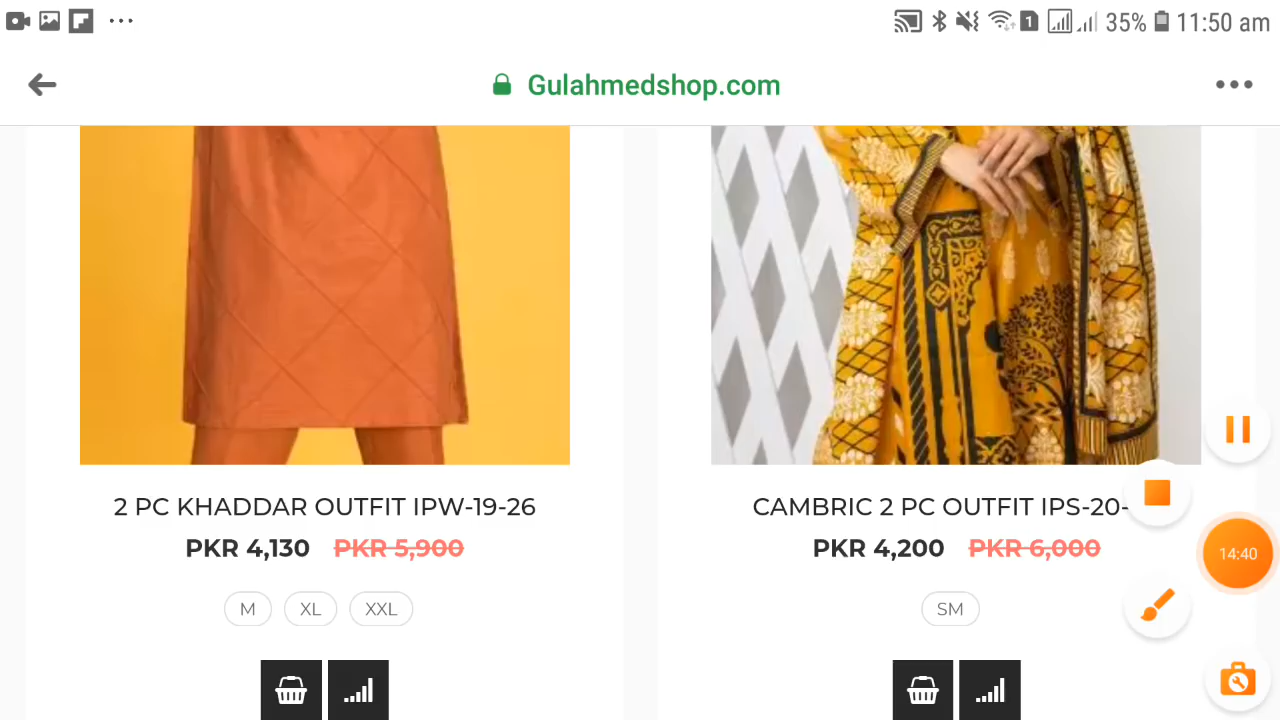 1 35% 11:50 am
Gulahmedshop.com
2 PC KHADDAR OUTFIT IPW-19-26
PKR 4,130 PKR 5,900
M XL XXL
CAMBRIC 2 PC OUTFIT IPS-20-
PKR 4,200 PKR 6,000
SM
14:40